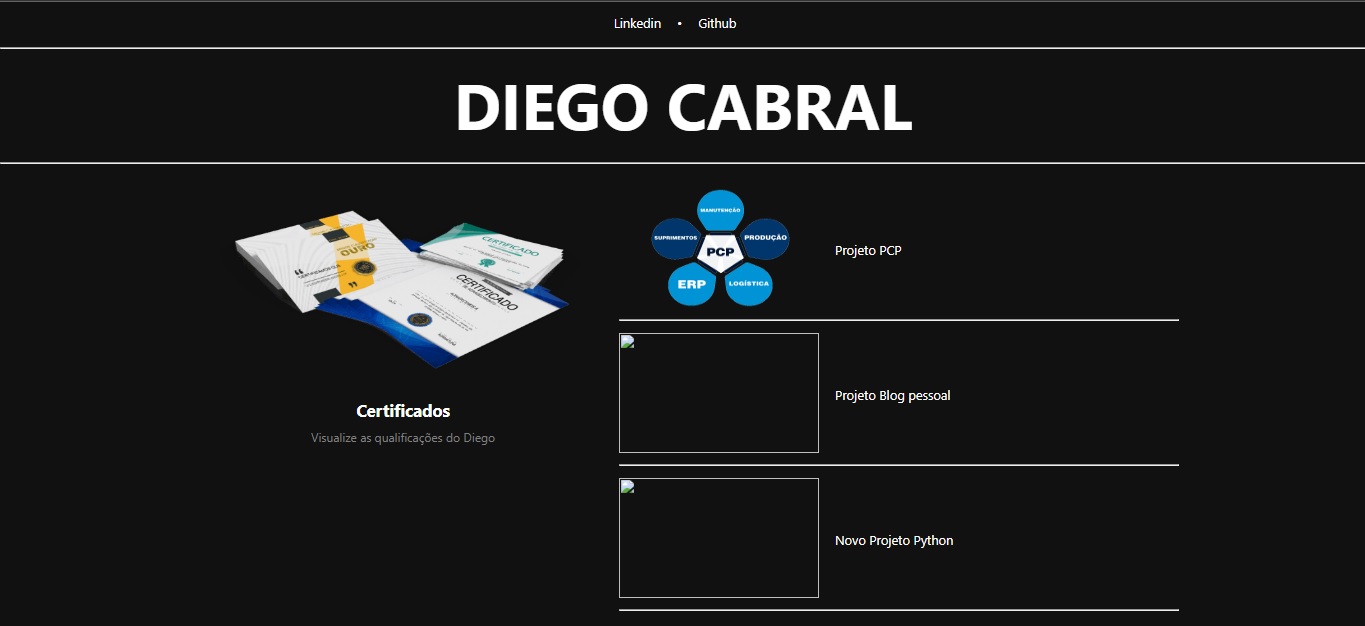 Linkedin • Github
DIEGO CABRAL
OURO
CERTIFICADO
CERTIFICADO
Certificados
Visualize as qualificações do Diego
MANUTENÇÃO
SUPRIMENTOS
PRODUÇÃO
PCP
ERP
LOGÍSTICA
Projeto PCP
Projeto Blog pessoal
Novo Projeto Python